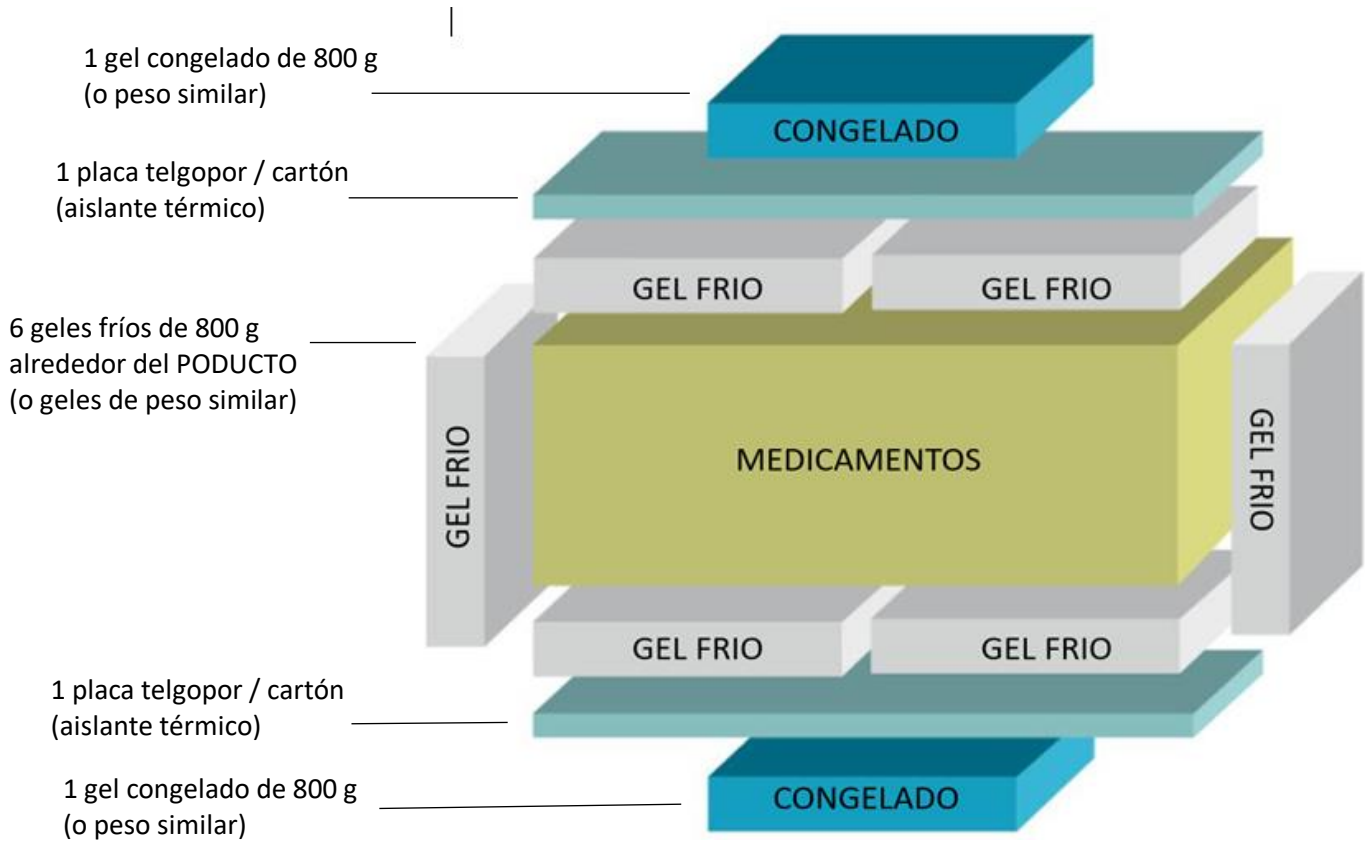 1 gel congelado de 800 g
(o peso similar)
CONGELADO
1 placa telgopor / cartón
(aislante térmico)
GEL FRIO
GEL FRIO
6 geles fríos de 800 g
alrededor del PODUCTO
(o geles de peso similar)
GEL FRIO
MEDICAMENTOS
GEL FRIO
GEL FRIO
GEL FRIO
1 placa telgopor / cartón
(aislante térmico)
1 gel congelado de 800 g
(o peso similar)
CONGELADO